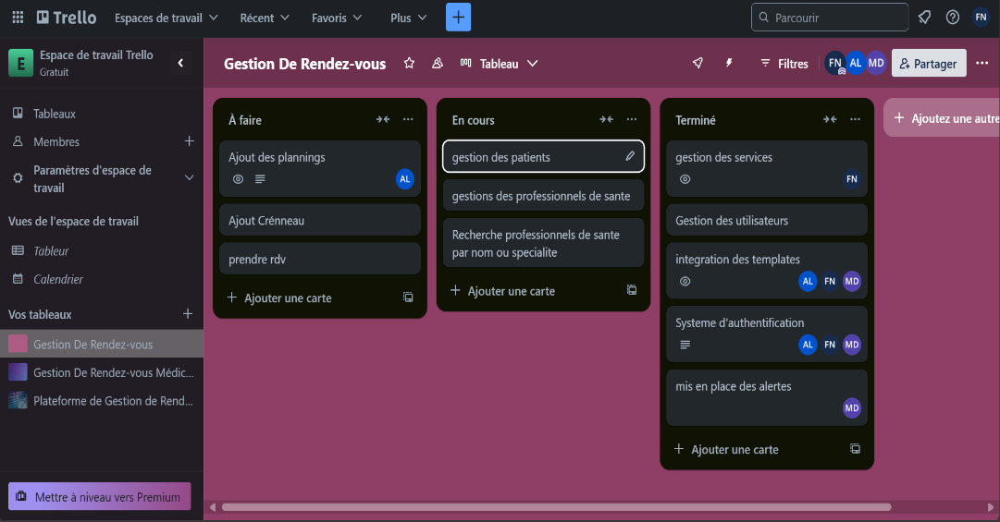 Trello
Espaces de travail
Récent
Favoris
Plus
Parcourir
FN
E
Espace de travail Trello
Gratuit
Tableaux
Membres
Paramètres d'espace de
travail
Vues de l'espace de travail
Tableur
Calendrier
Vos tableaux
Gestion De Rendez-vous
Gestion De Rendez-vous Médic...
Plateforme de Gestion de Rend...
Mettre à niveau vers Premium
Gestion De Rendez-vous
Tableau
Filtres
FN
AL
MD
Partager
À faire
Ajout des plannings
AL
Ajout Crénneau
prendre rdv
Ajouter une carte
En cours
gestion des patients
gestions des professionnels de sante
Recherche professionnels de sante
par nom ou specialite
Ajouter une carte
Terminé
gestion des services
FN
Gestion des utilisateurs
integration des templates
AL FN MD
Systeme d'authentification
AL FN MD
mis en place des alertes
MD
Ajouter une carte
Ajoutez une autre